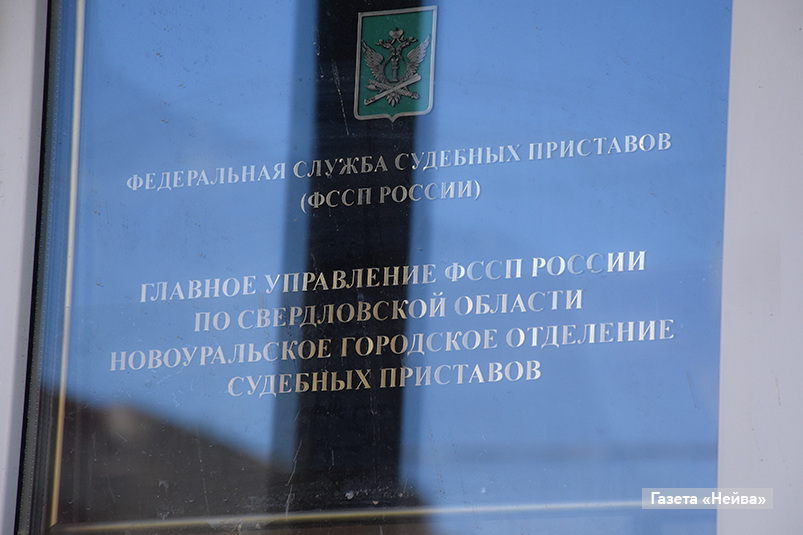 ФЕДЕРАЛЬНАЯ СЛУЖБА СУДЕБНЫХ ПРИСТАВОВ
(ФССП РОССИИ)
ГЛАВНОЕ УПРАВЛЕНИЕ ФССП РОССИИ
ПО СВЕРДЛОВСКОЙ ОБЛАСТИ
НОВОУРАЛЬСКОЕ ГОРОДСКОЕ ОТДЕЛЕНИЕ
СУДЕБНЫХ ПРИСТАВОВ
Газета «Нейва»